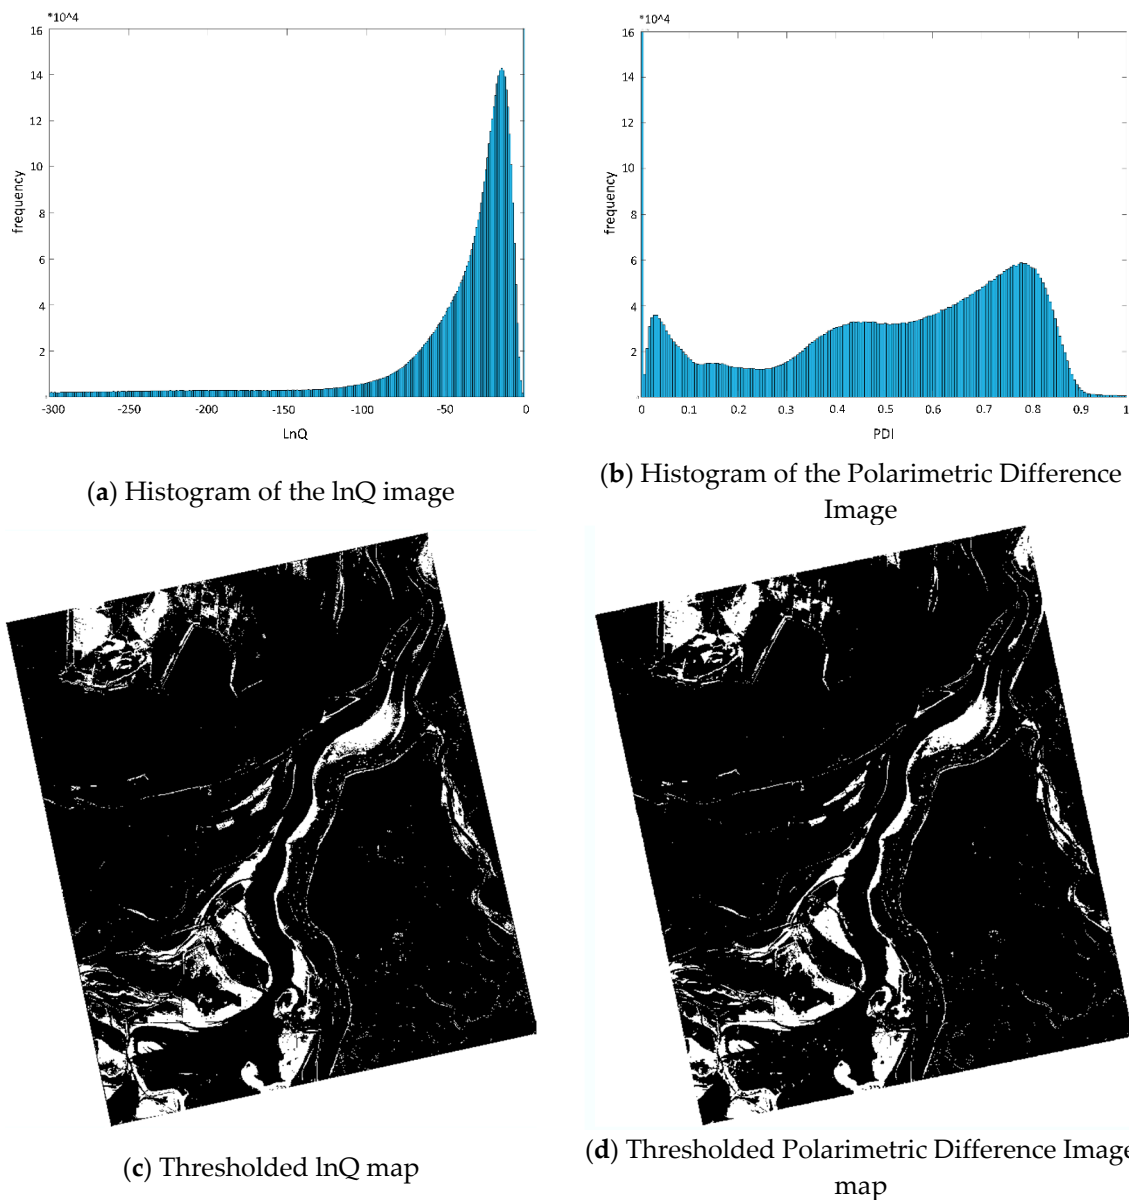 *10^4
16
14
12
10
8
6
4
2
frequency
-300 -250 -200 -150 -100 -50 0
LnQ
(a) Histogram of the lnQ image
*10^4
16
14
12
10
8
6
4
2
frequency
0 0.1 0.2 0.3 0.4 0.5 0.6 0.7 0.8 0.9 1
PDI
(b) Histogram of the Polarimetric Difference
Image
(c) Thresholded lnQ map
(d) Thresholded Polarimetric Difference Image
map